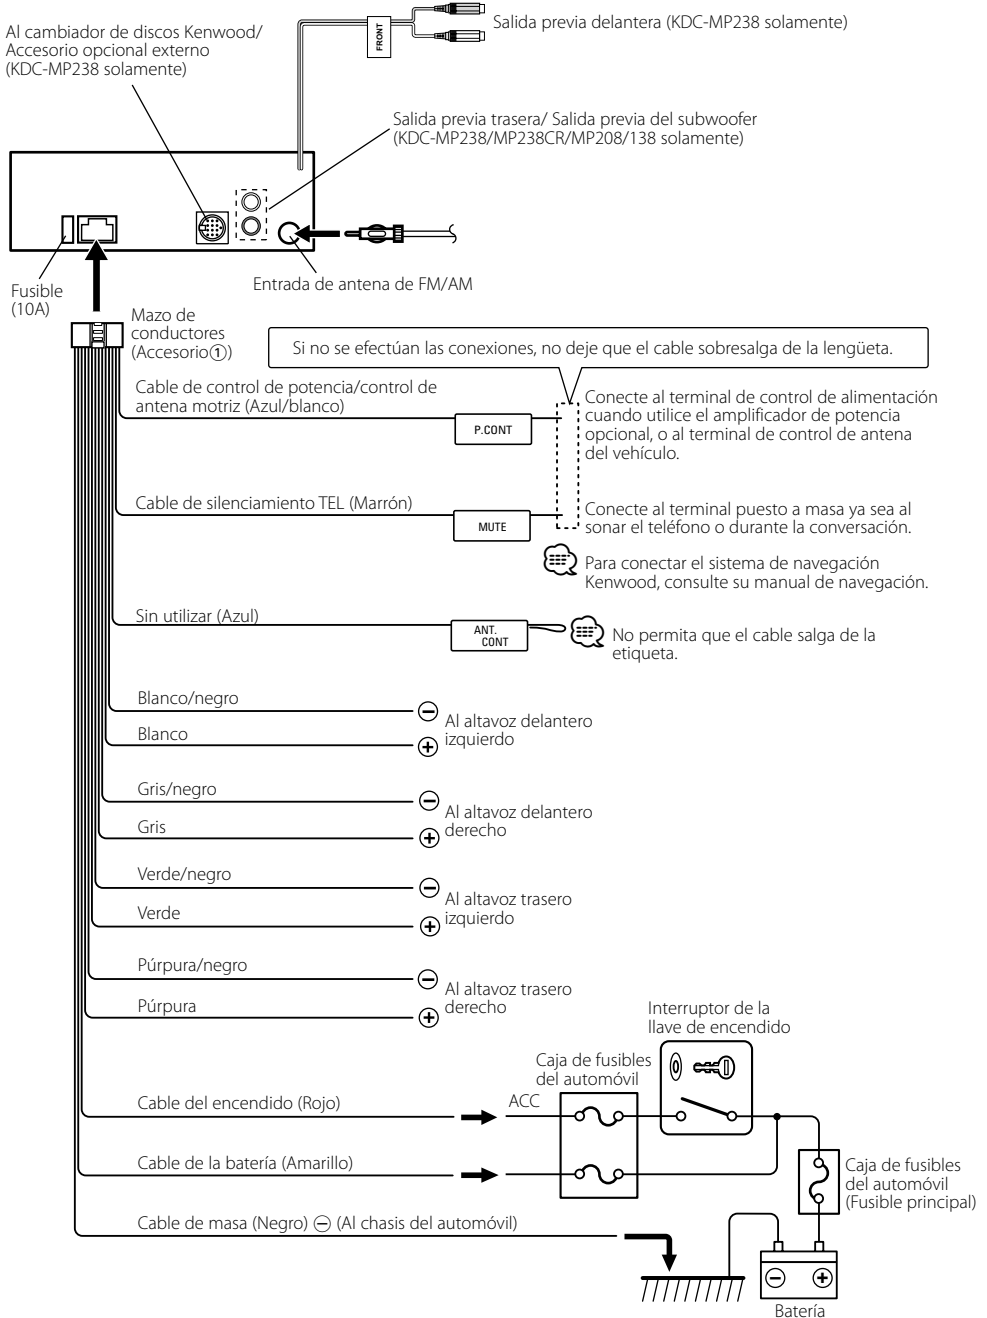 Al cambiador de discos Kenwood/
Accesorio opcional externo
(KDC-MP238 solamente)
FRONT
Salida previa delantera (KDC-MP238 solamente)
Salida previa trasera/ Salida previa del subwoofer
(KDC-MP238/MP238CR/MP208/138 solamente)
Entrada de antena de FM/AM
Fusible
(10A)
Mazo de
conductores
(Accesorio①)
Si no se efectúan las conexiones, no deje que el cable sobresalga de la lengüeta.
Cable de control de potencia/control de
antena motriz (Azul/blanco)
P.CONT
Conecte al terminal de control de alimentación
cuando utilice el amplificador de potencia
opcional, o al terminal de control de antena
del vehículo.
Cable de silenciamiento TEL (Marrón)
MUTE
Conecte al terminal puesto a masa ya sea al
sonar el teléfono o durante la conversación.
Para conectar el sistema de navegación
Kenwood, consulte su manual de navegación.
Sin utilizar (Azul)
ANT.
CONT
No permita que el cable salga de la
etiqueta.
Blanco/negro
⊖
Blanco
⊕
Al altavoz delantero
izquierdo
Gris/negro
⊖
Gris
⊕
Al altavoz delantero
derecho
Verde/negro
⊖
Verde
⊕
Al altavoz trasero
izquierdo
Púrpura/negro
⊖
Púrpura
⊕
Al altavoz trasero
derecho
Interruptor de la
llave de encendido
Caja de fusibles
del automóvil
Cable del encendido (Rojo)
ACC
Cable de la batería (Amarillo)
Caja de fusibles
del automóvil
(Fusible principal)
Cable de masa (Negro) ⊖ (Al chasis del automóvil)
⊖ ⊕
Batería